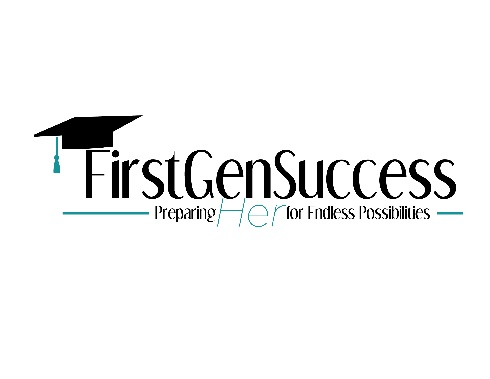 FirstGenSuccess
Preparing Her for Endless Possibilities